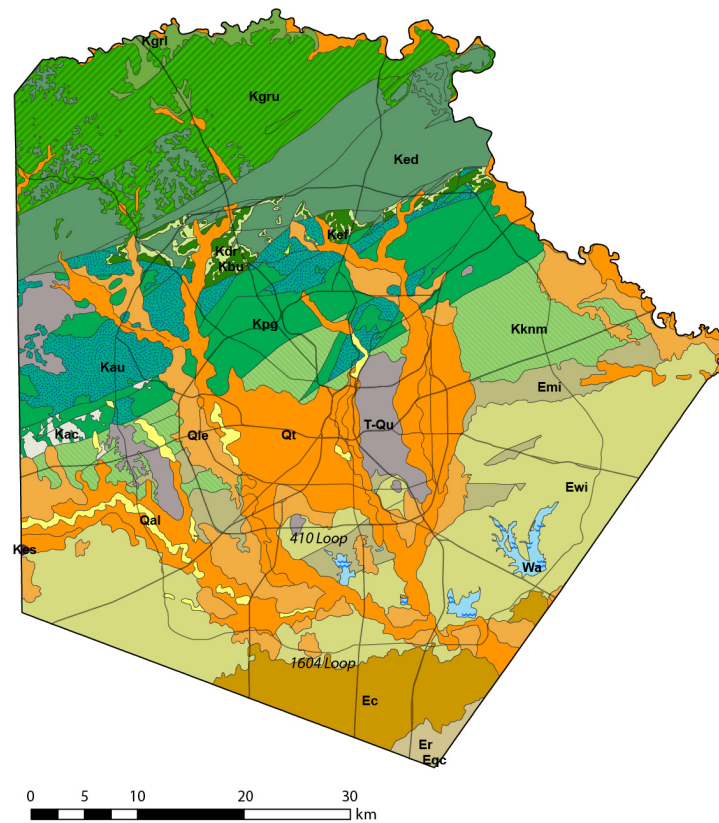 Kgrl
Kgru
Ked
Kef
Kdr
Kbu
Kpg
Kknm
Kau
Emi
Kac
Qle
Qt
T-Qu
Ewi
Qal
410 Loop
Kes
Wa
1604 Loop
Ec
Er
Eqc
0 5 10 20 30
km